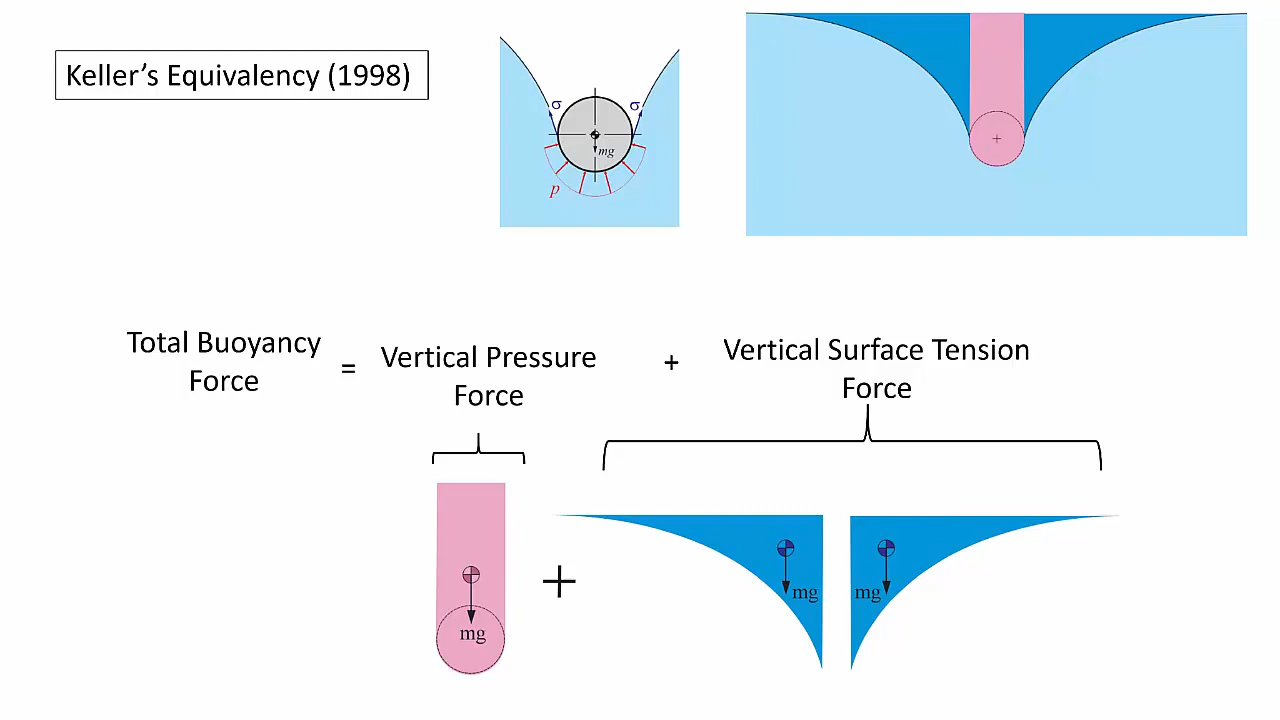 Keller’s Equivalency (1998)
σ
σ
mg
p
Total Buoyancy
Force
=
Vertical Pressure
Force
+
Vertical Surface Tension
Force
mg
+
mg
mg